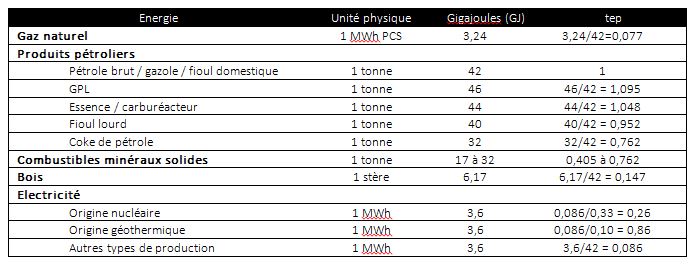 Energie Unité physique Gigajoules (GJ) tep
Gaz naturel 1 MWh PCS 3,24 3,24/42=0,077
Produits pétroliers
Pétrole brut / gazole / fioul domestique 1 tonne 42 1
GPL 1 tonne 46 46/42 = 1,095
Essence / carburéacteur 1 tonne 44 44/42 = 1,048
Fioul lourd 1 tonne 40 40/42 = 0,952
Coke de pétrole 1 tonne 32 32/42 = 0,762
Combustibles minéraux solides 1 tonne 17 à 32 0,405 à 0,762
Bois 1 stère 6,17 6,17/42 = 0,147
Electricité
Origine nucléaire 1 MWh 3,6 0,086/0,33 = 0,26
Origine géothermique 1 MWh 3,6 0,086/0,10 = 0,86
Autres types de production 1 MWh 3,6 3,6/42 = 0,086